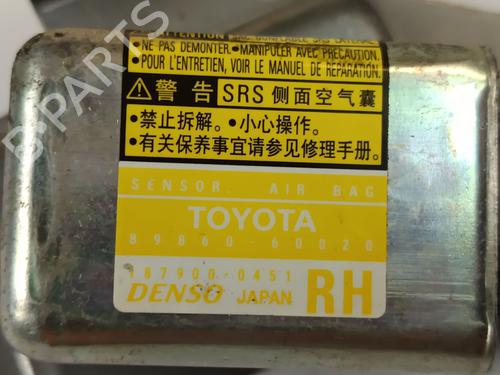 ATTENTION
•NE PAS DEMONTER. •MANIPULER AVEC PRECAUTION.
•POUR L'ENTRETIEN, VOIR LE MANUEL DE REPARATION.
警告 SRS 侧面空气囊
•禁止拆解。•小心操作。
•有关保养事宜请参见修理手册.
SENSOR, AIR BAG
TOYOTA
89860-60020
187900-0451
DENSO JAPAN RH
B-PARTS